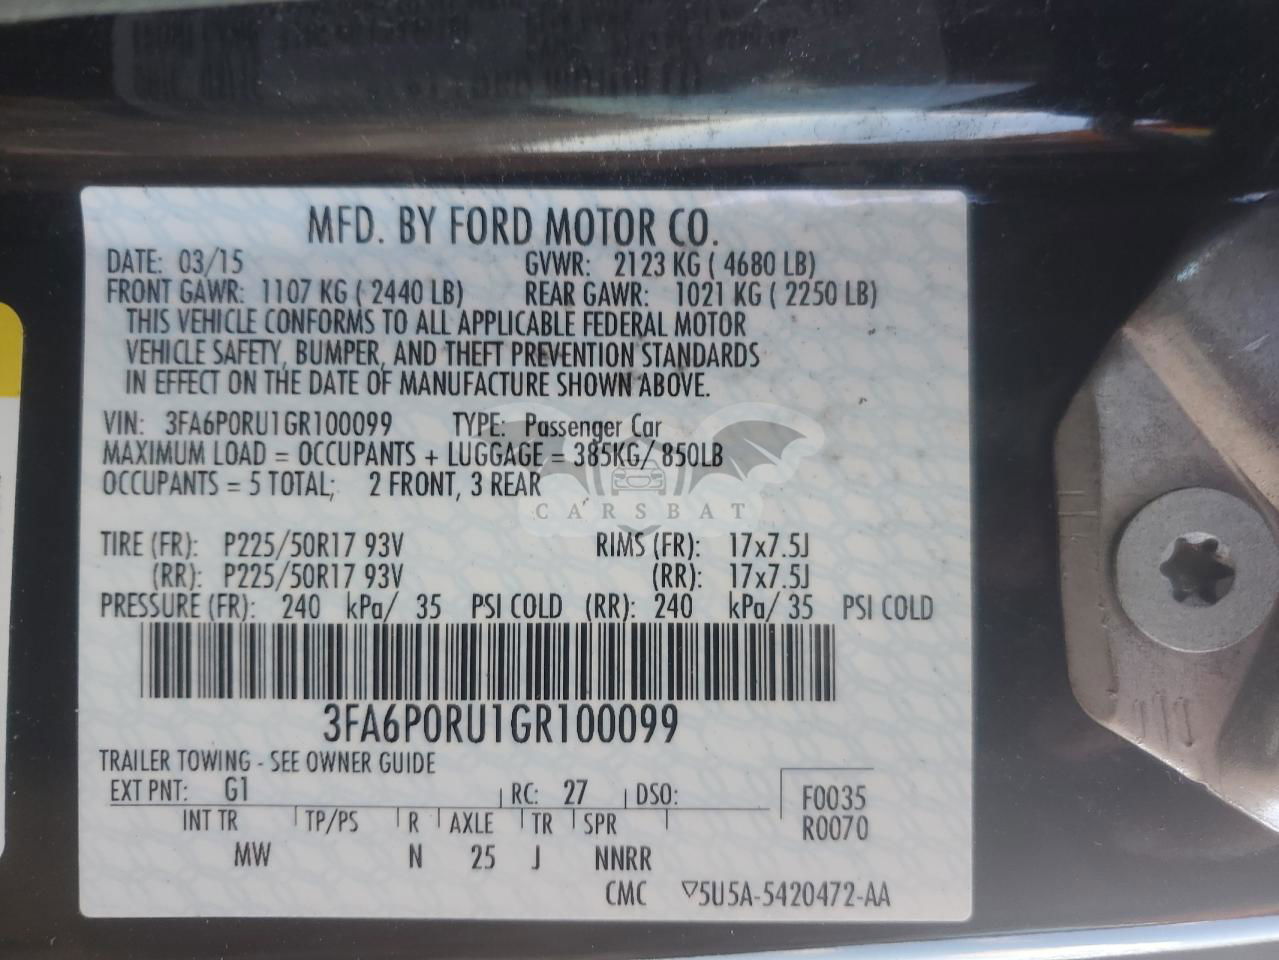 MFD. BY FORD MOTOR CO.
DATE: 03/15 GVWR: 2123 KG ( 4680 LB)
FRONT GAWR: 1107 KG ( 2440 LB) REAR GAWR: 1021 KG ( 2250 LB)
THIS VEHICLE CONFORMS TO ALL APPLICABLE FEDERAL MOTOR
VEHICLE SAFETY, BUMPER, AND THEFT PREVENTION STANDARDS
IN EFFECT ON THE DATE OF MANUFACTURE SHOWN ABOVE.
VIN: 3FA6P0RU1GR100099 TYPE: Passenger Car
MAXIMUM LOAD = OCCUPANTS + LUGGAGE = 385KG/ 850LB
OCCUPANTS = 5 TOTAL; 2 FRONT, 3 REAR
CARSBAT
TIRE (FR): P225/50R17 93V RIMS (FR): 17x7.5J
(RR): P225/50R17 93V (RR): 17x7.5J
PRESSURE (FR): 240 kPa/ 35 PSI COLD (RR): 240 kPa/ 35 PSI COLD
3FA6P0RU1GR100099
TRAILER TOWING - SEE OWNER GUIDE
EXT PNT: G1 RC: 27 DSO: F0035
INT TR TP/PS R AXLE TR SPR R0070
MW N 25 J NNRR
CMC ▽5U5A-5420472-AA